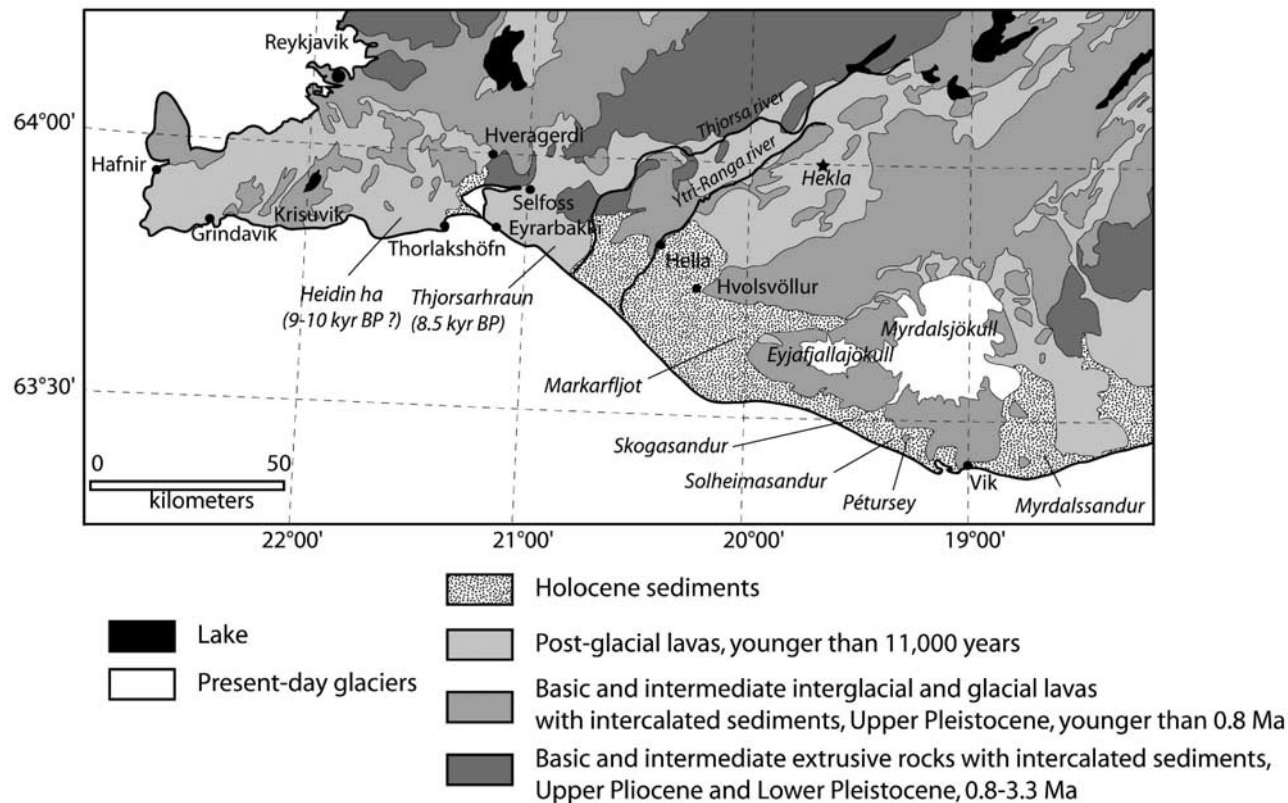 Reykjavik
64°00'
Hafnir
Hveragerdi
Thjorsa river
Ytri-Ranga river
Hekla
Selfoss
Krisuvik
Grindavik
Thorlakshöfn
Eyrarbakki
Hella
Hvolsvöllur
Heidin ha
(9-10 kyr BP ?)
Thjorsarhraun
(8.5 kyr BP)
Myrdalsjökull
Eyjafjallajökull
Markarfljot
63°30'
Skogasandur
Solheimasandur
Pétursey
Vik
Myrdalssandur
0 50
kilometers
22°00' 21°00' 20°00' 19°00'
Holocene sediments
Lake
Post-glacial lavas, younger than 11,000 years
Present-day glaciers
Basic and intermediate interglacial and glacial lavas
with intercalated sediments, Upper Pleistocene, younger than 0.8 Ma
Basic and intermediate extrusive rocks with intercalated sediments,
Upper Pliocene and Lower Pleistocene, 0.8-3.3 Ma